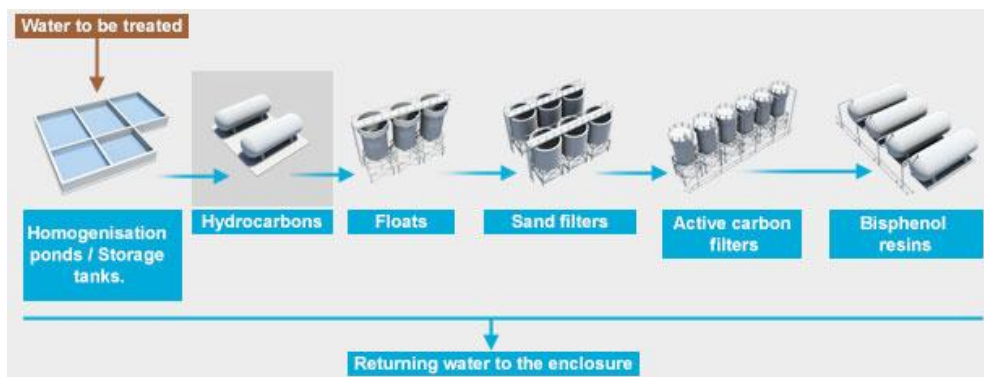 Water to be treated
Hydrocarbons
Floats
Sand filters
Active carbon
filters
Bisphenol
resins
Homogenisation
ponds / Storage
tanks.
Returning water to the enclosure